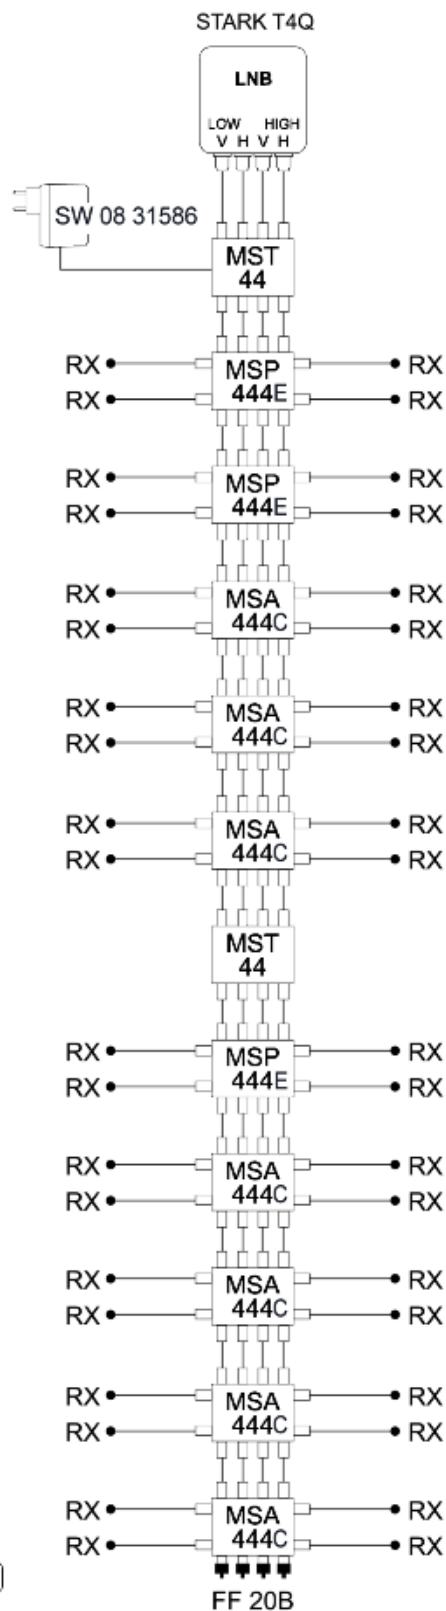 STARK T4Q
LNB
LOW HIGH
V H V H
SW 08 31586
MST
44
RX MSP RX
RX 444E RX
RX MSP RX
RX 444E RX
RX MSA RX
RX 444C RX
RX MSA RX
RX 444C RX
RX MSA RX
RX 444C RX
MST
44
RX MSP RX
RX 444E RX
RX MSA RX
RX 444C RX
RX MSA RX
RX 444C RX
RX MSA RX
RX 444C RX
RX MSA RX
RX 444C RX
FF 20B